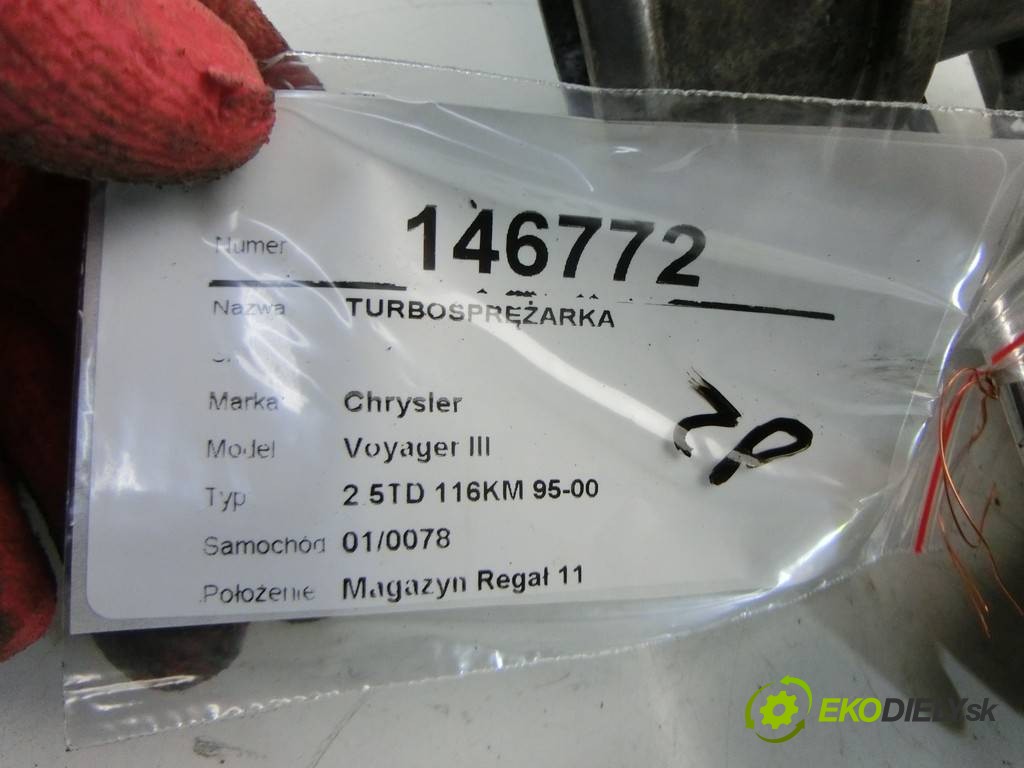 Numer 146772
Nazwa TURBOSPRĘŻARKA
Marka Chrysler
Model Voyager III
Typ 2.5TD 116KM 95-00
Samochód 01/0078
Położenie Magazyn Regał 11
EKODIELY.sk